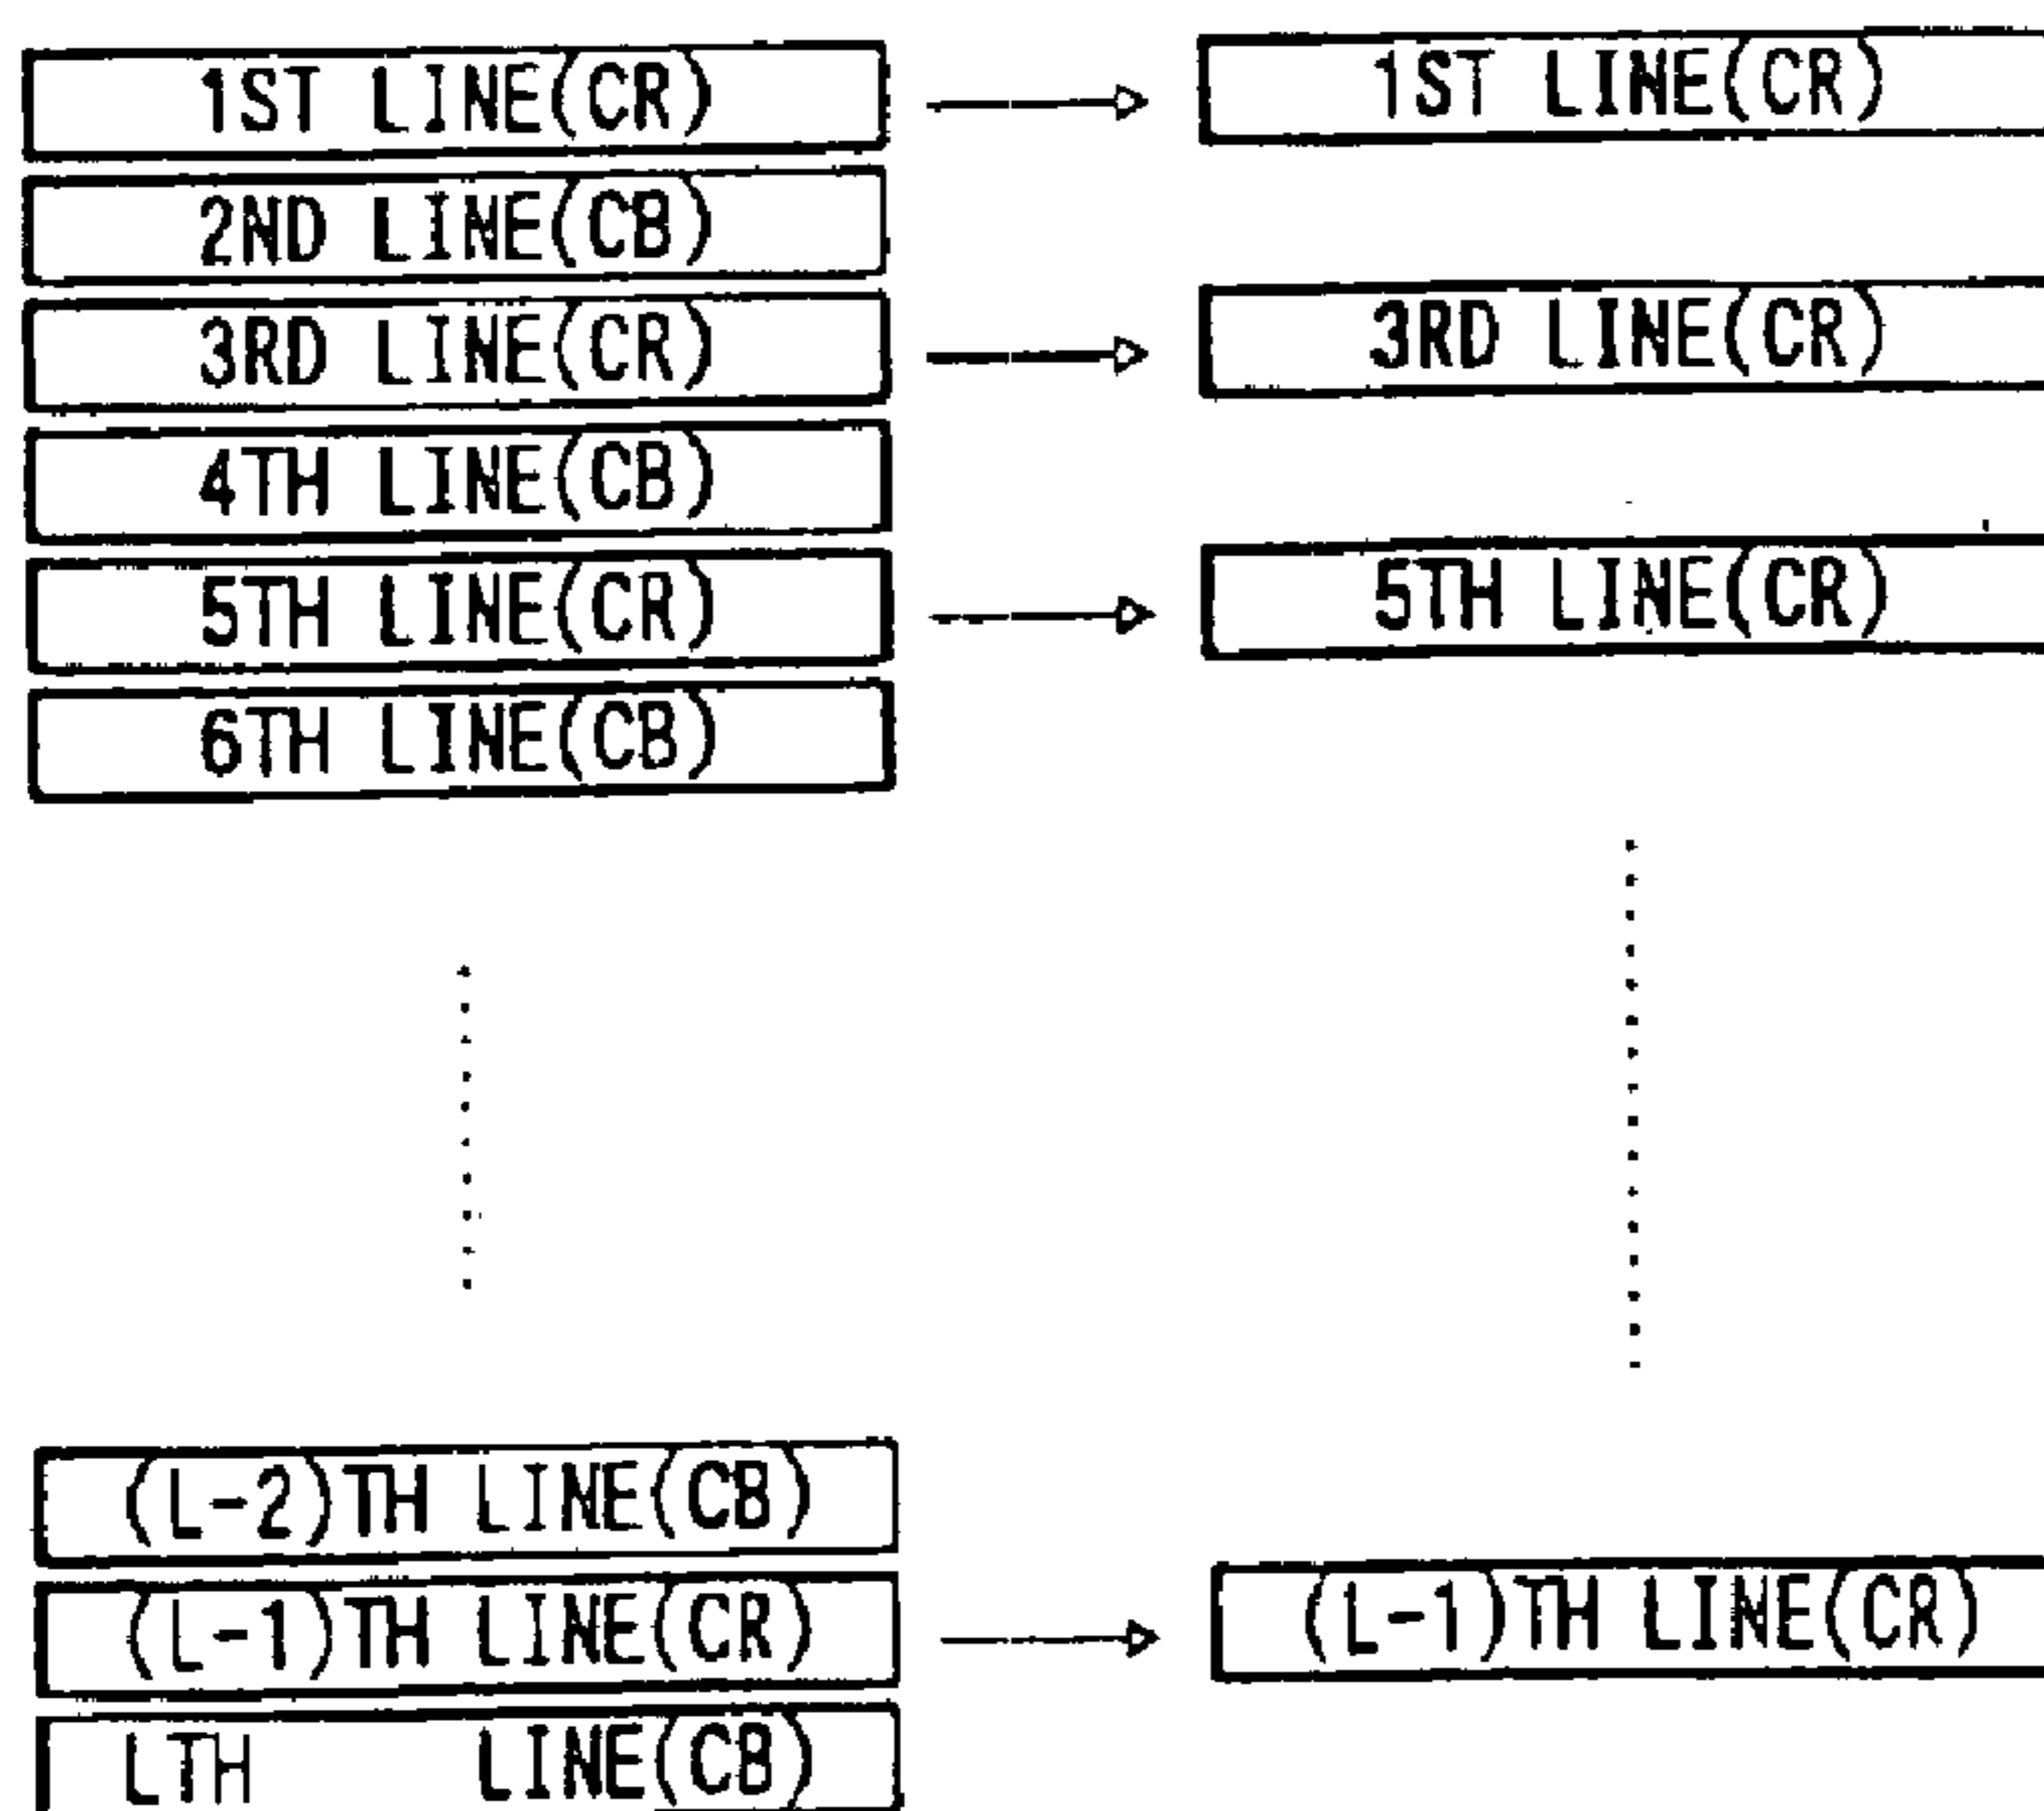 1ST LINE(CR)
1ST LINE(CR)
2ND LINE(CB)
3RD LINE(CR)
3RD LINE(CR)
4TH LINE(CB)
5TH LINE(CR)
5TH LINE(CR)
6TH LINE(CB)
(L-2)TH LINE(CB)
(L-1)TH LINE(CR)
(L-1)TH LINE(CR)
LTH LINE(CB)